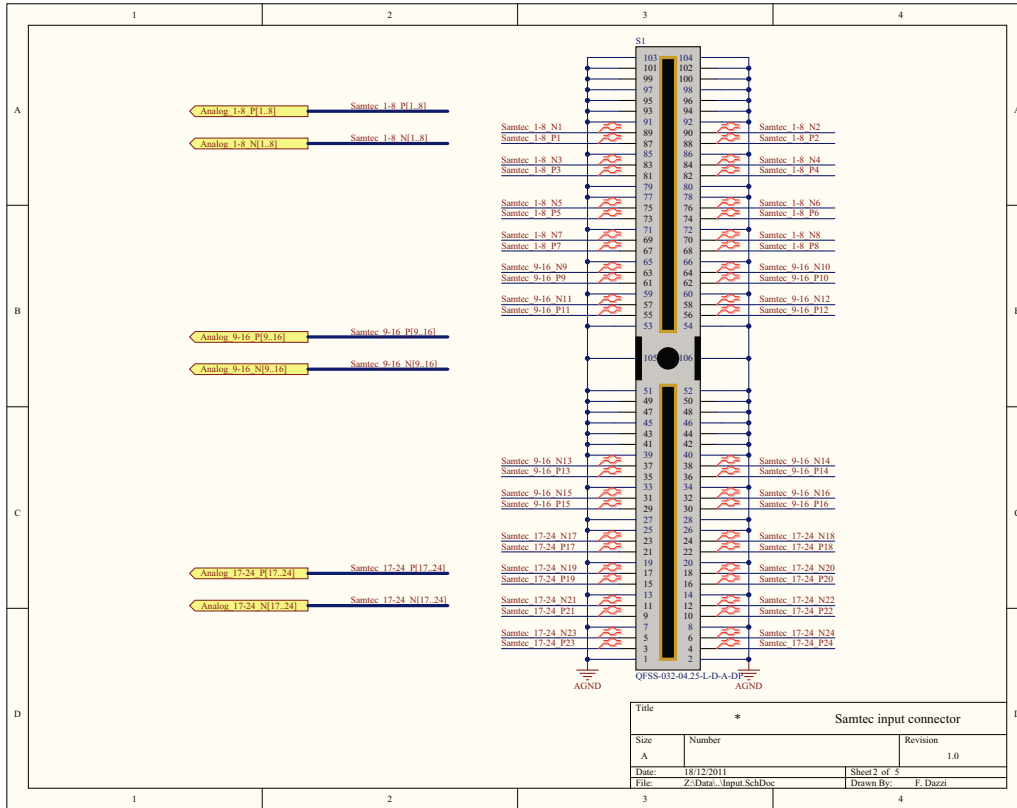 1 2 3 4
S1
103 104
101 102
99 100
97 98
95 96
A A
Analog_1-8_P[1..8] Samtec_1-8_P[1..8]
93 94
91 92
Samtec_1-8_N1 89 90 Samtec_1-8_N2
Samtec_1-8_P1 87 88 Samtec_1-8_P2
Analog_1-8_N[1..8] Samtec_1-8_N[1..8]
85 86
Samtec_1-8_N3 83 84 Samtec_1-8_N4
Samtec_1-8_P3 81 82 Samtec_1-8_P4
79 80
77 78
Samtec_1-8_N5 75 76 Samtec_1-8_N6
Samtec_1-8_P5 73 74 Samtec_1-8_P6
71 72
Samtec_1-8_N7 69 70 Samtec_1-8_N8
Samtec_1-8_P7 67 68 Samtec_1-8_P8
65 66
Samtec_9-16_N9 63 64 Samtec_9-16_N10
Samtec_9-16_P9 61 62 Samtec_9-16_P10
59 60
Samtec_9-16_N11 57 58 Samtec_9-16_N12
B
Samtec_9-16_P11 55 56 Samtec_9-16_P12
53 54
Analog_9-16_P[9..16] Samtec_9-16_P[9..16]
105 106
Analog_9-16_N[9..16] Samtec_9-16_N[9..16]
51 52
49 50
47 48
45 46
43 44
41 42
39 40
Samtec_9-16_N13 37 38 Samtec_9-16_N14
Samtec_9-16_P13 35 36 Samtec_9-16_P14
33 34
Samtec_9-16_N15 31 32 Samtec_9-16_N16
Samtec_9-16_P15 29 30 Samtec_9-16_P16
C
27 28
25 26
Samtec_17-24_N17 23 24 Samtec_17-24_N18
Samtec_17-24_P17 21 22 Samtec_17-24_P18
19 20
Analog_17-24_P[17..24] Samtec_17-24_P[17..24]
Samtec_17-24_N19 17 18 Samtec_17-24_N20
Samtec_17-24_P19 15 16 Samtec_17-24_P20
13 14
Analog_17-24_N[17..24] Samtec_17-24_N[17..24]
Samtec_17-24_N21 11 12 Samtec_17-24_N22
Samtec_17-24_P21 9 10 Samtec_17-24_P22
7 8
Samtec_17-24_N23 5 6 Samtec_17-24_N24
Samtec_17-24_P23 3 4 Samtec_17-24_P24
1 2
QFSS-032-04.25-L-D-A-DP
AGND AGND
D
Title
* Samtec input connector
Size Number Revision
A 1.0
Date: 18/12/2011 Sheet 2 of 5
File: Z:\Data\..\Input.SchDoc Drawn By: F. Dazzi
1 2 3 4